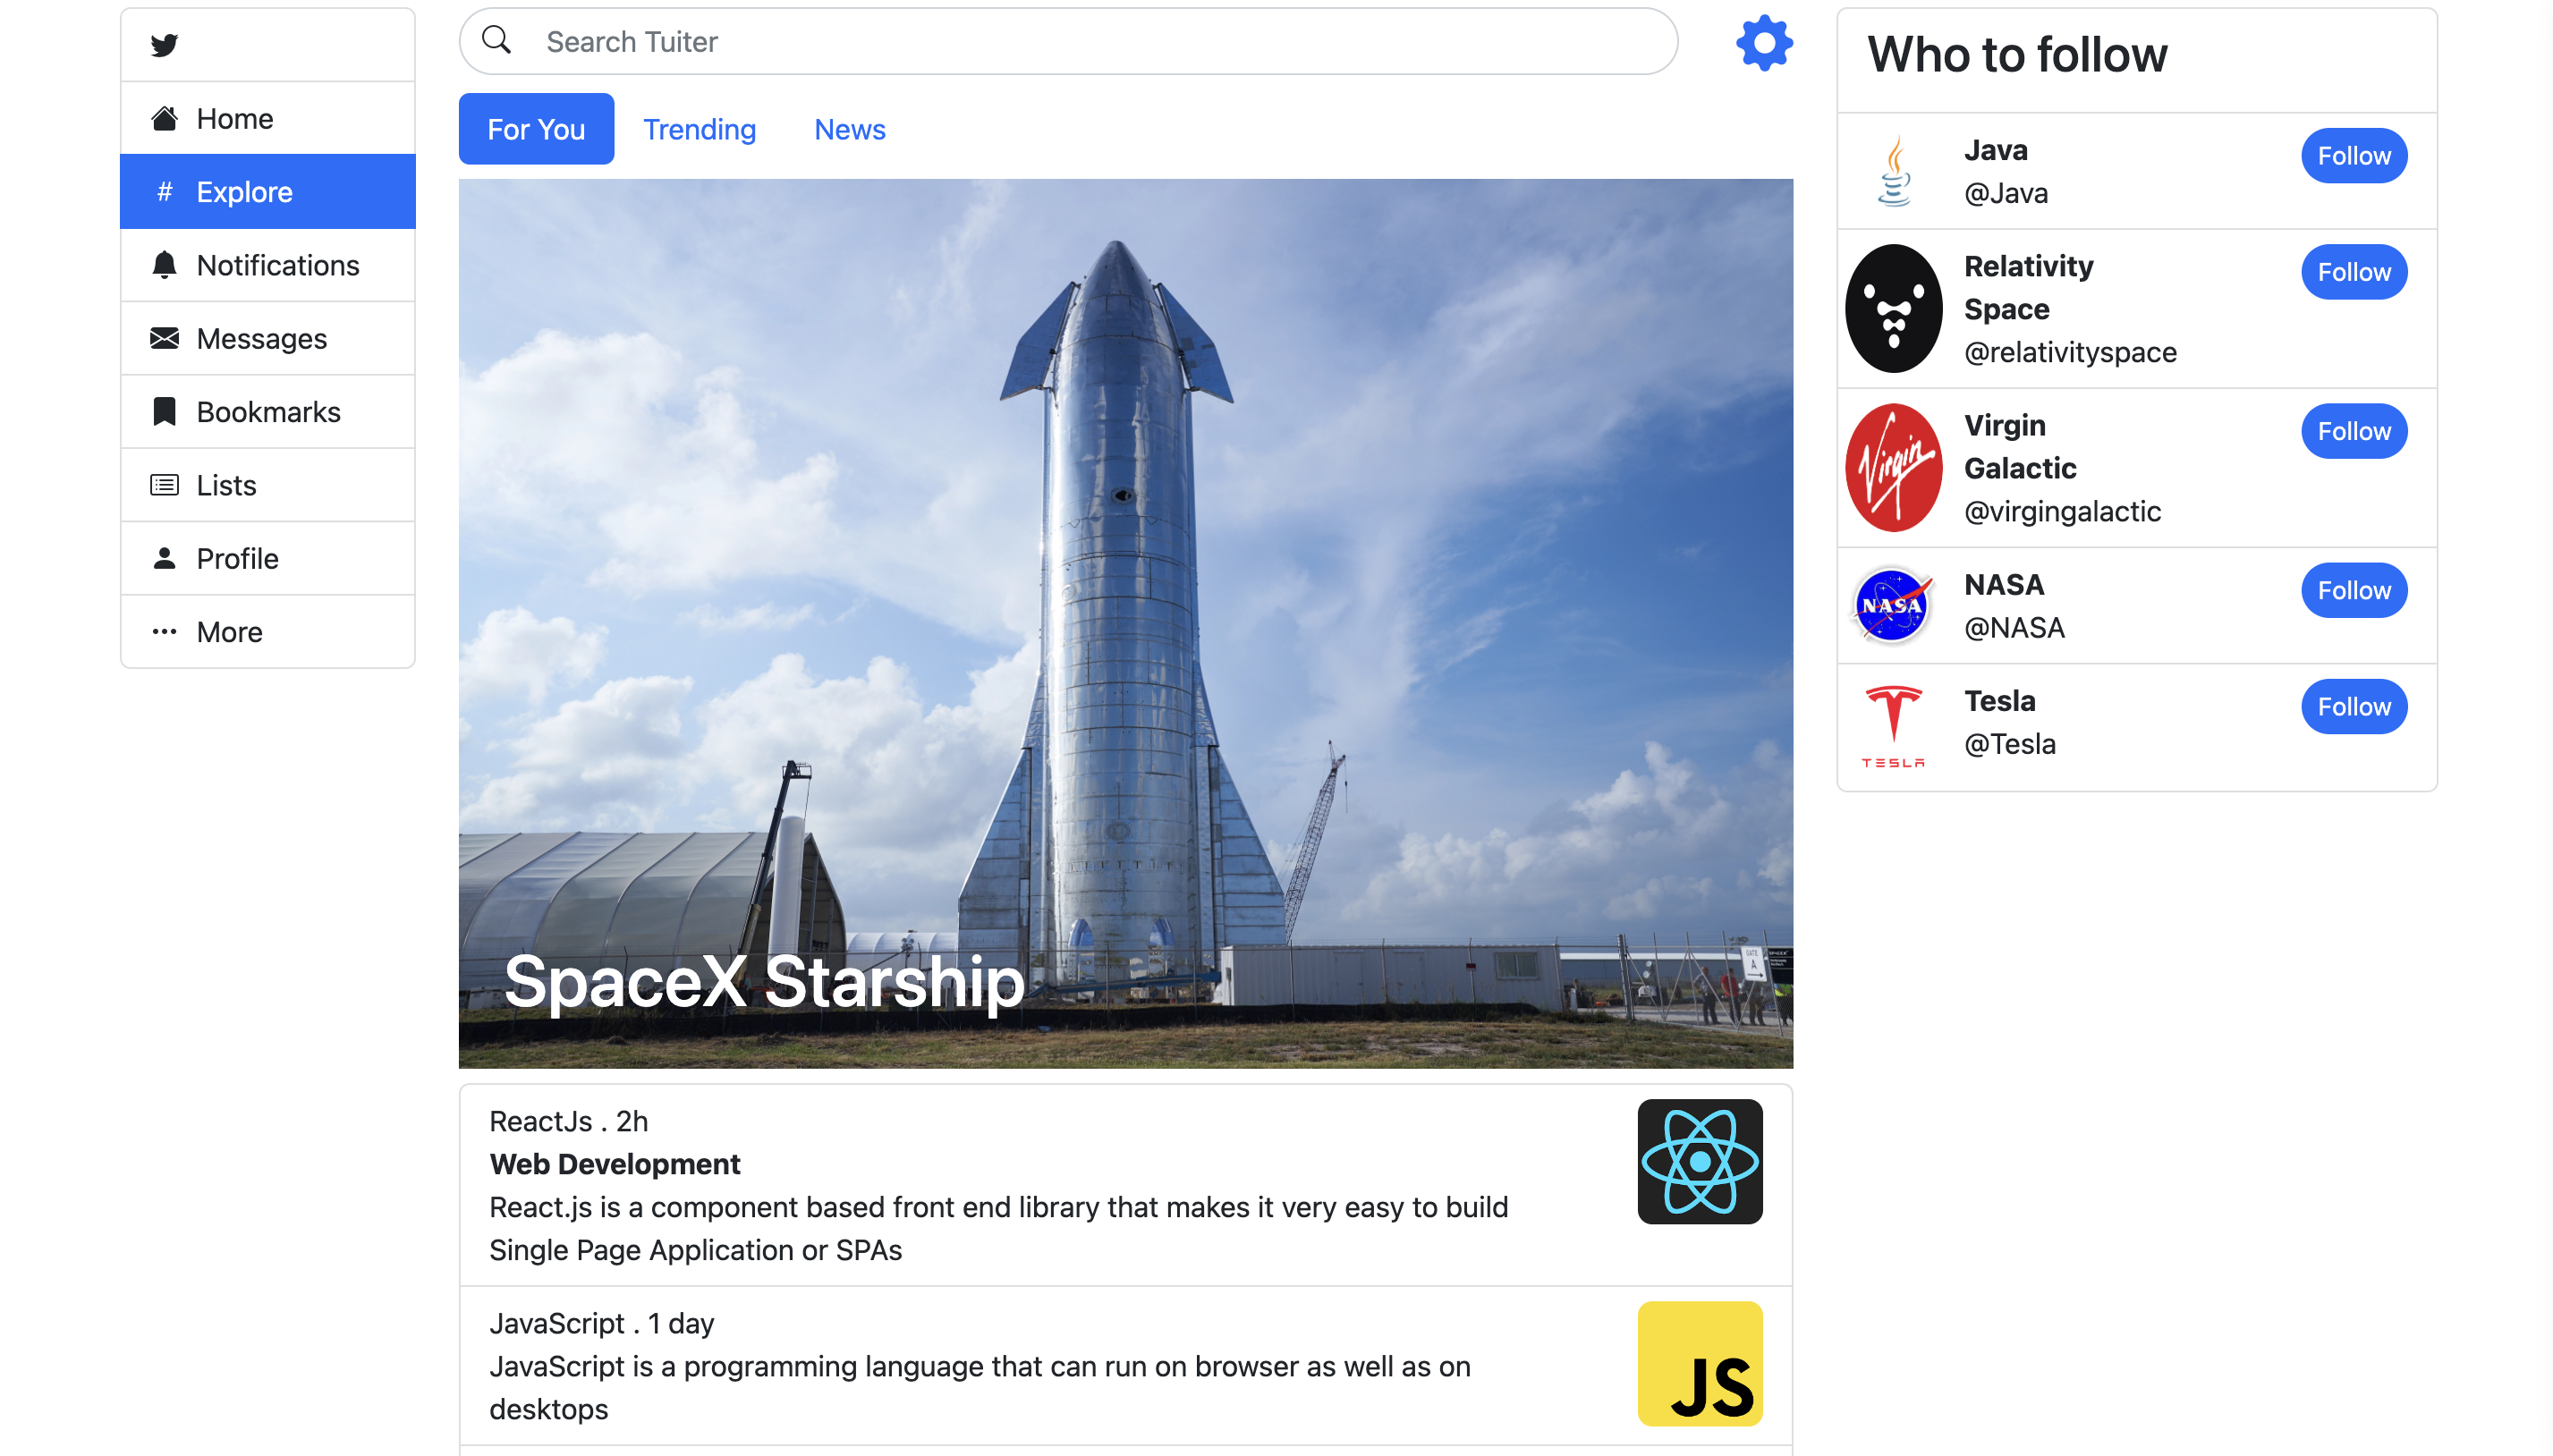 Home
# Explore
Notifications
Messages
Bookmarks
Lists
Profile
More
Search Tuiter
For You
Trending
News
SpaceX Starship
GATE
A
ReactJs . 2h
Web Development
React.js is a component based front end library that makes it very easy to build
Single Page Application or SPAs
JavaScript . 1 day
JavaScript is a programming language that can run on browser as well as on
desktops
JS
Who to follow
Java
@Java
Follow
Relativity
Space
@relativityspace
Follow
Virgin
Virgin
Galactic
@virgingalactic
Follow
NASA
NASA
@NASA
Follow
TESLA
Tesla
@Tesla
Follow